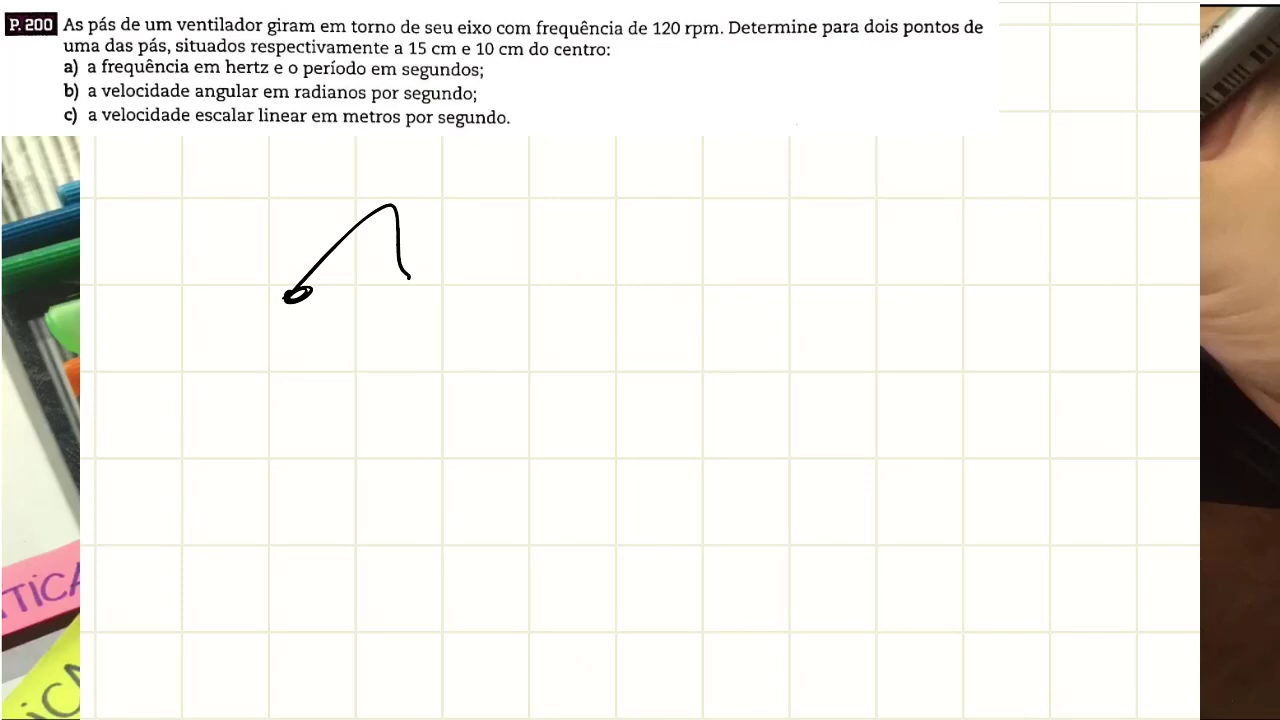 P. 200 As pás de um ventilador giram em torno de seu eixo com frequência de 120 rpm. Determine para dois pontos de
uma das pás, situados respectivamente a 15 cm e 10 cm do centro:
a) a frequência em hertz e o período em segundos;
b) a velocidade angular em radianos por segundo;
c) a velocidade escalar linear em metros por segundo.
TICA
iCA